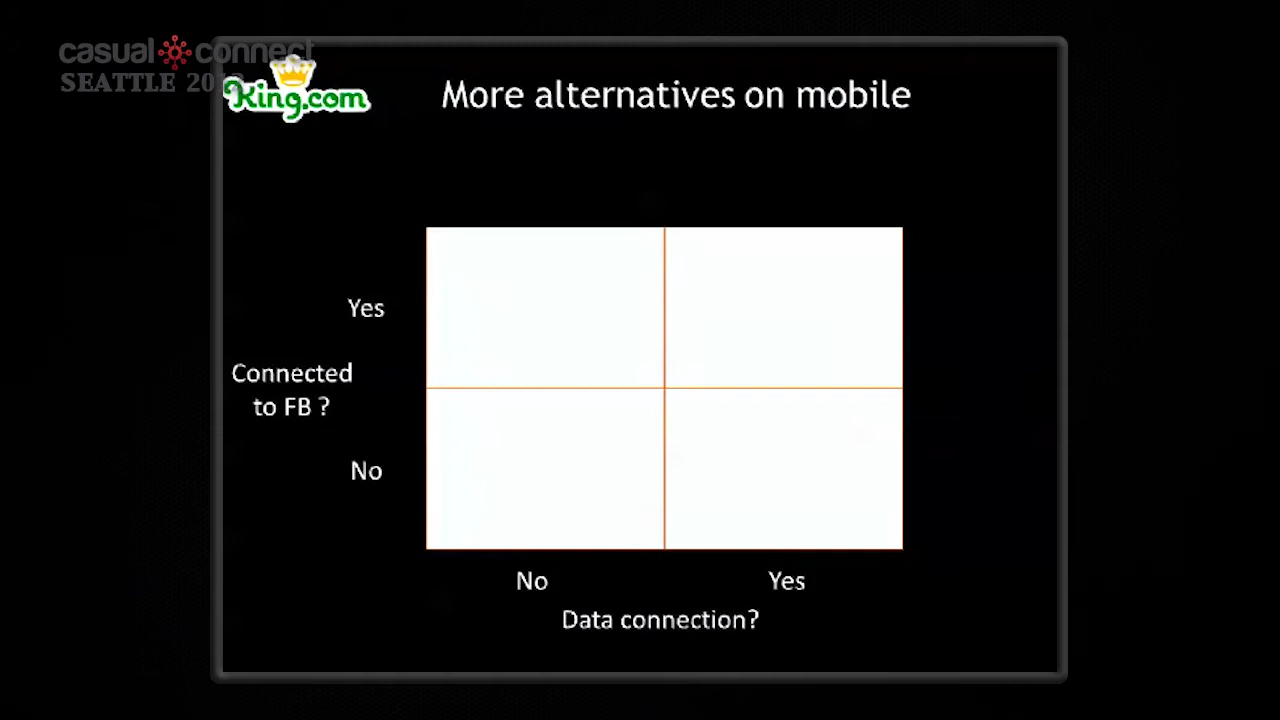 casual connect
SEATTLE
King.com
More alternatives on mobile
Yes
Connected
to FB ?
No
No Yes
Data connection?